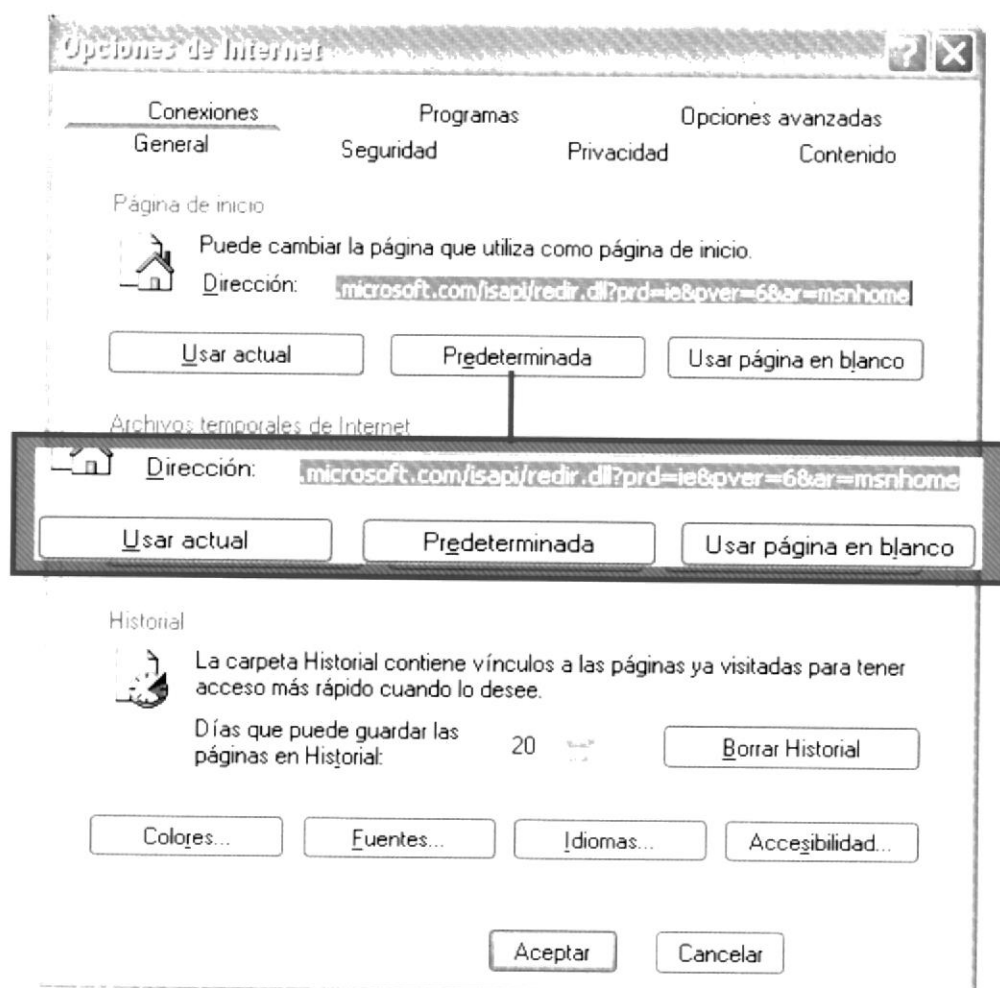 Opciones de Internet
Conexiones Programas Opciones avanzadas
General Seguridad Privacidad Contenido
Página de inicio
Puede cambiar la página que utiliza como página de inicio.
Dirección: .microsoft.com/isapi/redir.dll?prd=ie&pver=6&ar=msnhome
Usar actual Predeterminada Usar página en blanco
Archivos temporales de Internet
Dirección: .microsoft.com/isapi/redir.dll?prd=ie&pver=6&ar=msnhome
Usar actual Predeterminada Usar página en blanco
Historial
La carpeta Historial contiene vínculos a las páginas ya visitadas para tener
acceso más rápido cuando lo desee.
Días que puede guardar las
páginas en Historial: 20 Borrar Historial
Colores... Fuentes... Idiomas... Accesibilidad...
Aceptar Cancelar